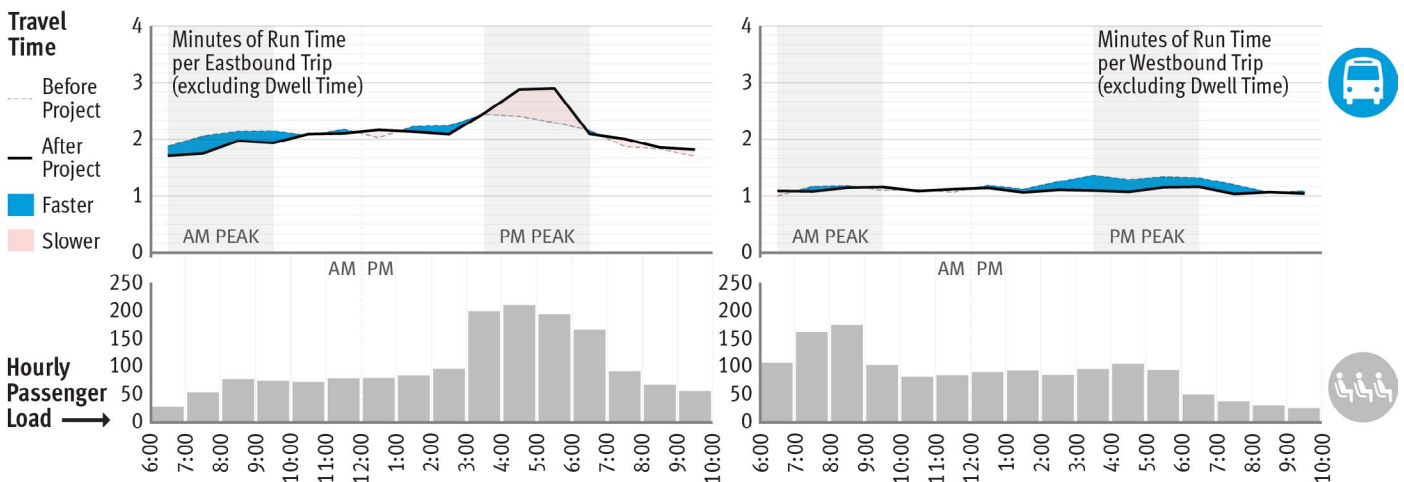 Travel
Time
Before
Project
After
Project
Faster
Slower
4
3
2
1
0
Minutes of Run Time
per Eastbound Trip
(excluding Dwell Time)
AM PEAK
PM PEAK
AM PM
4
3
2
1
0
Minutes of Run Time
per Westbound Trip
(excluding Dwell Time)
AM PEAK
PM PEAK
AM PM
Hourly
Passenger
Load
250
200
150
100
50
0
6:00
7:00
8:00
9:00
10:00
11:00
12:00
1:00
2:00
3:00
4:00
5:00
6:00
7:00
8:00
9:00
10:00
250
200
150
100
50
0
6:00
7:00
8:00
9:00
10:00
11:00
12:00
1:00
2:00
3:00
4:00
5:00
6:00
7:00
8:00
9:00
10:00